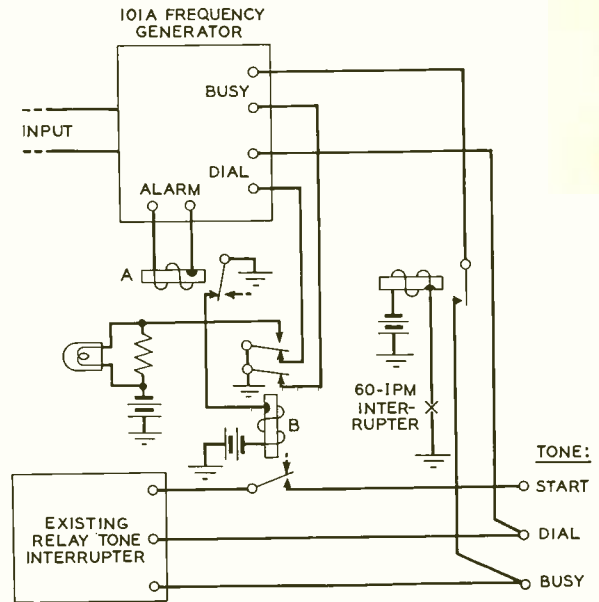 101A FREQUENCY
GENERATOR
BUSY
INPUT
DIAL
ALARM
A
60-IPM
INTER-
RUPTER
B
TONE:
START
EXISTING
RELAY TONE
INTERRUPTER
DIAL
BUSY